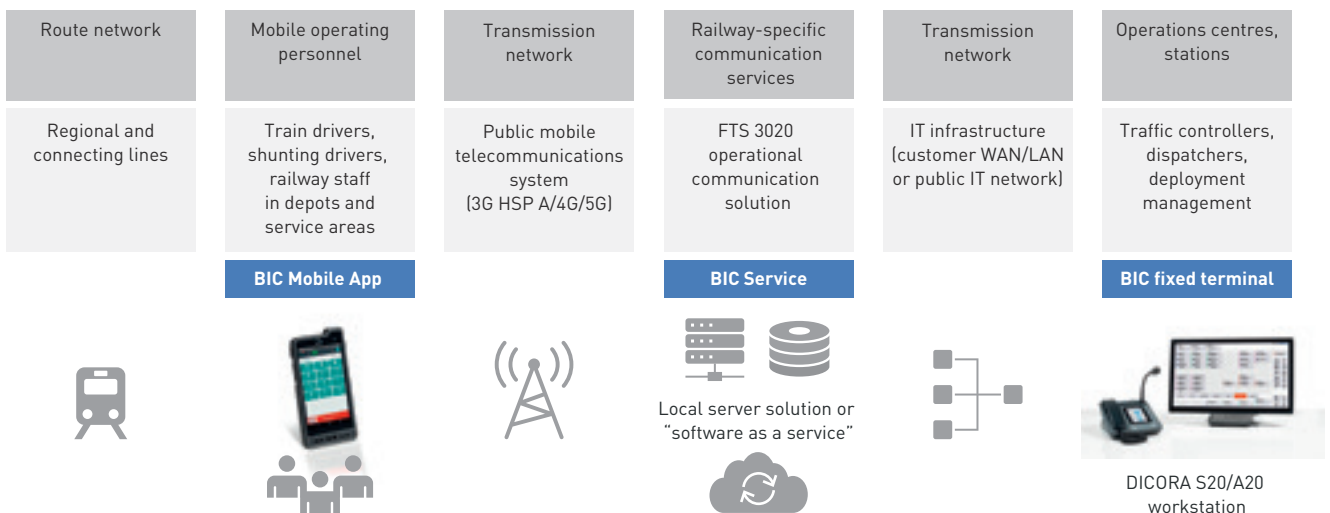 Route network
Mobile operating
personnel
Transmission
network
Railway-specific
communication
services
Transmission
network
Operations centres,
stations
Regional and
connecting lines
Train drivers,
shunting drivers,
railway staff
in depots and
service areas
Public mobile
telecommunications
system
(3G HSP A/4G/5G)
FTS 3020
operational
communication
solution
IT infrastructure
(customer WAN/LAN
or public IT network)
Traffic controllers,
dispatchers,
deployment
management
BIC Mobile App
BIC Service
BIC fixed terminal
Local server solution or
“software as a service”
DICORA S20/A20
workstation